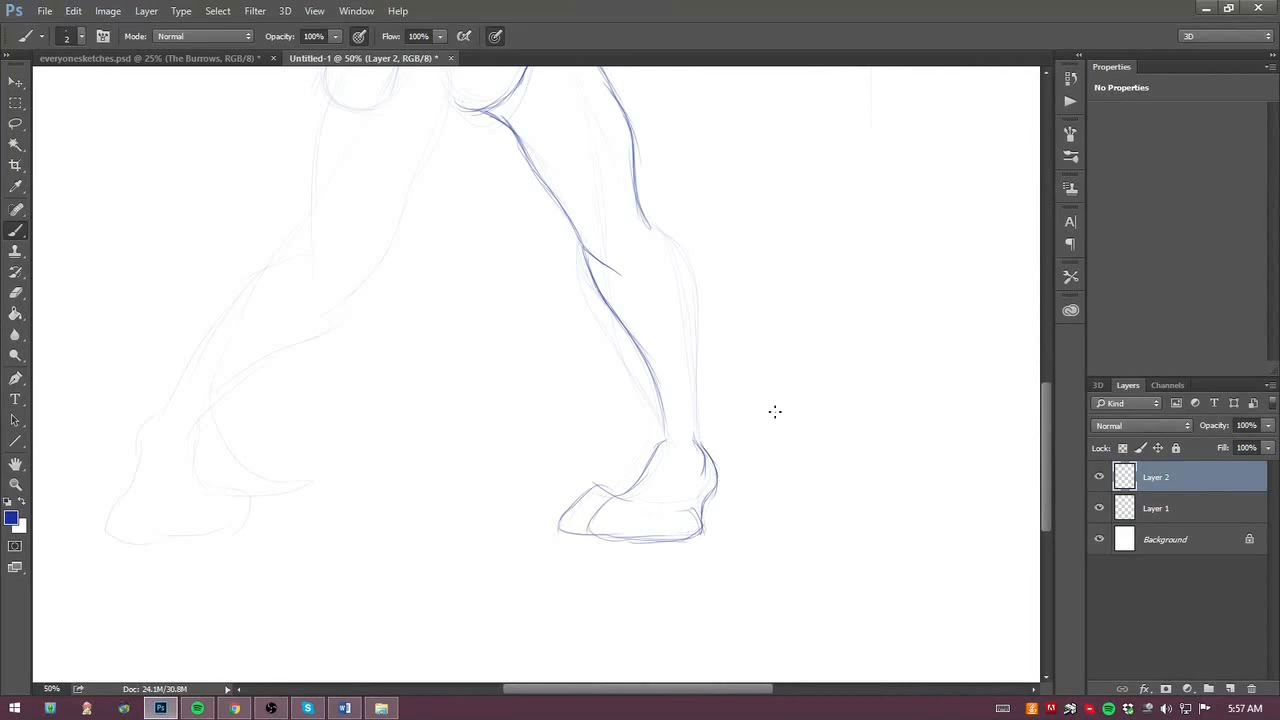 Ps File Edit Image Layer Type Select Filter 3D View Window Help
2 Mode: Normal Opacity: 100% Flow: 100% 3D
everyonesketches.psd @ 25% (The Burrows, RGB/8) * × Untitled-1 @ 50% (Layer 2, RGB/8) * ×
Properties
No Properties
3D Layers Channels
Kind
Normal Opacity: 100%
Lock: Fill: 100%
Layer 2
Layer 1
Background
50% Doc: 24.1M/30.8M
5:57 AM